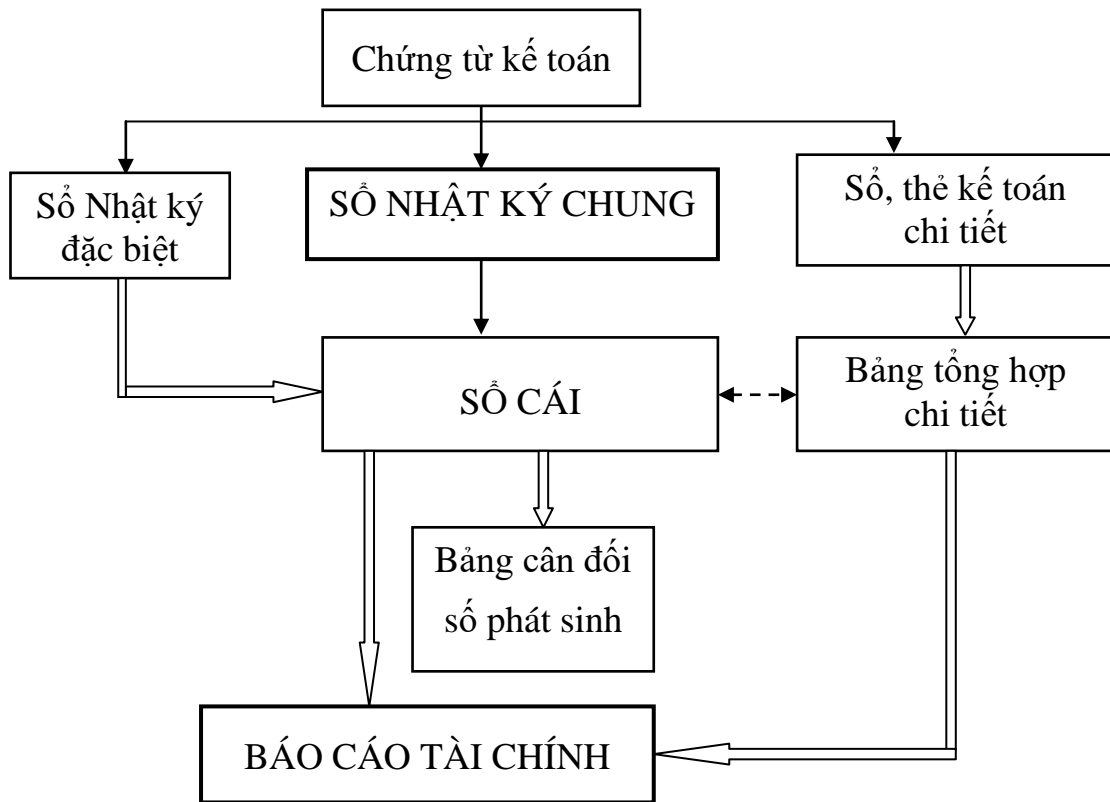 Chứng từ kế toán
Sổ Nhật ký
đặc biệt
SỔ NHẬT KÝ CHUNG
Sổ, thẻ kế toán
chi tiết
SỔ CÁI
Bảng tổng hợp
chi tiết
Bảng cân đối
số phát sinh
BÁO CÁO TÀI CHÍNH